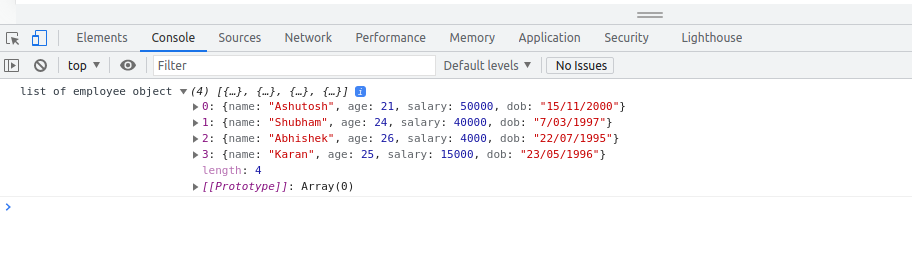 Elements Console Sources Network Performance Memory Application Security Lighthouse
top Filter Default levels No Issues
list of employee object (4) [{…}, {…}, {…}, {…}] i
0: {name: "Ashutosh", age: 21, salary: 50000, dob: "15/11/2000"}
1: {name: "Shubham", age: 24, salary: 40000, dob: "7/03/1997"}
2: {name: "Abhishek", age: 26, salary: 4000, dob: "22/07/1995"}
3: {name: "Karan", age: 25, salary: 15000, dob: "23/05/1996"}
length: 4
[[Prototype]]: Array(0)